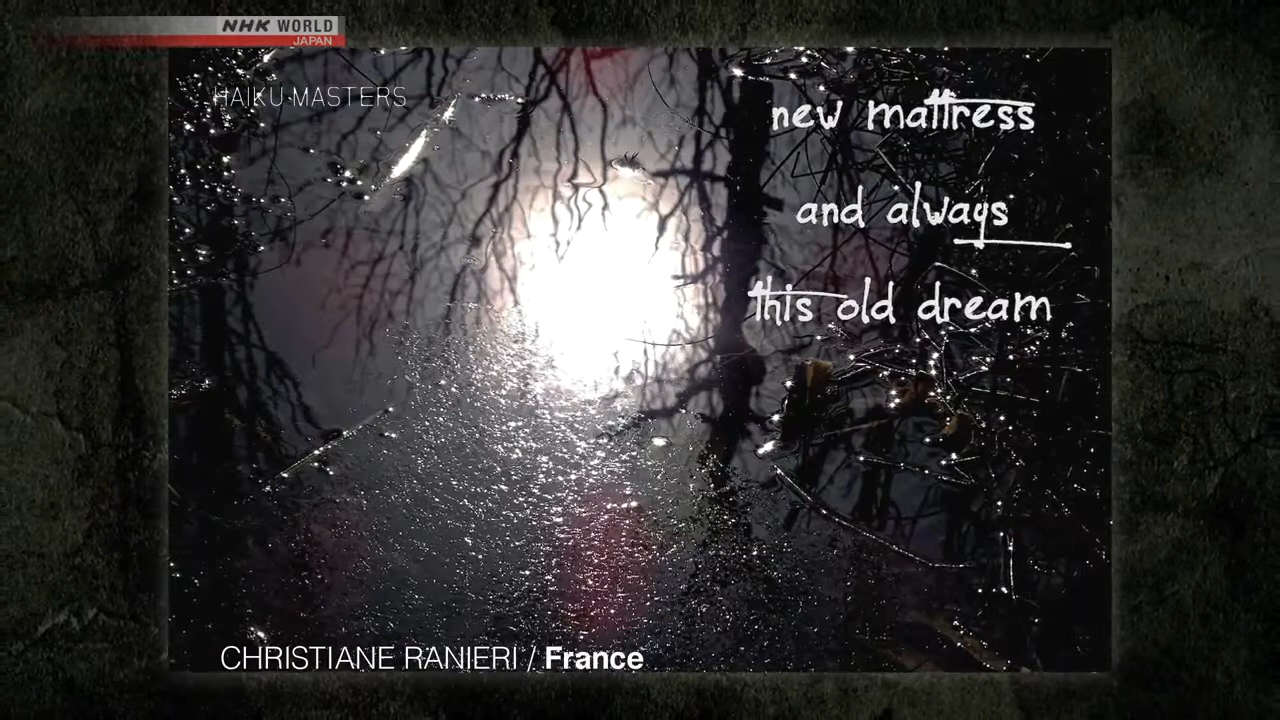 NHK WORLD
JAPAN
HAIKU MASTERS
new mattress
and always
this old dream
CHRISTIANE RANIERI / France